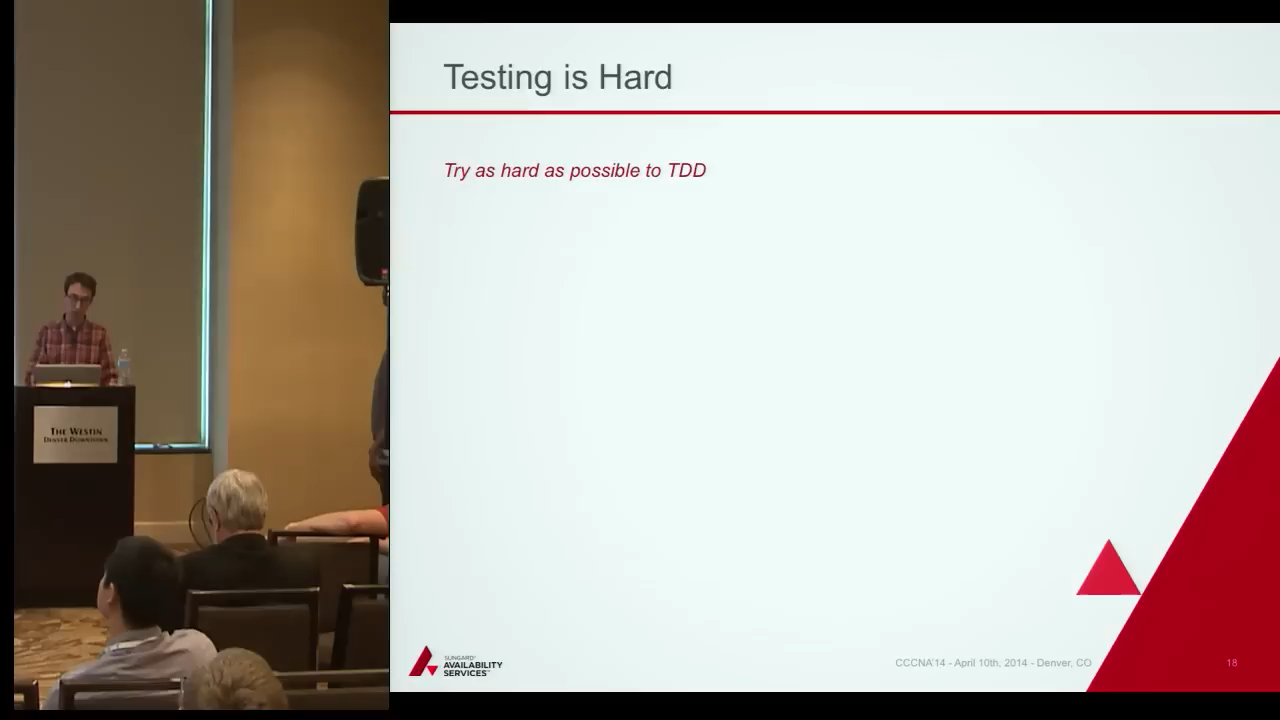 Testing is Hard
Try as hard as possible to TDD
THE WESTIN
DENVER DOWNTOWN
SUNGARD®
AVAILABILITY
SERVICES™
CCCNA'14 - April 10th, 2014 - Denver, CO
18